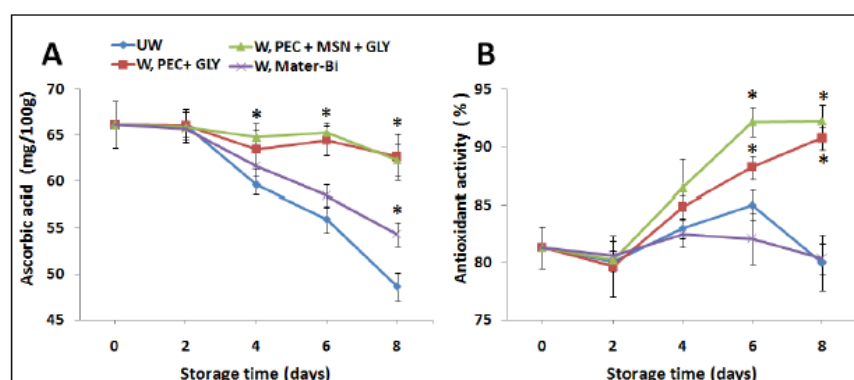 A
UW
W, PEC+ GLY
W, PEC + MSN + GLY
W, Mater-Bi
Ascorbic acid (mg/100g)
70
65
60
55
50
45
* * *
*
0 2 4 6 8
Storage time (days)
B
Antioxidant activity ( % )
95
90
85
80
75
* *
* *
0 2 4 6 8
Storage time (days)